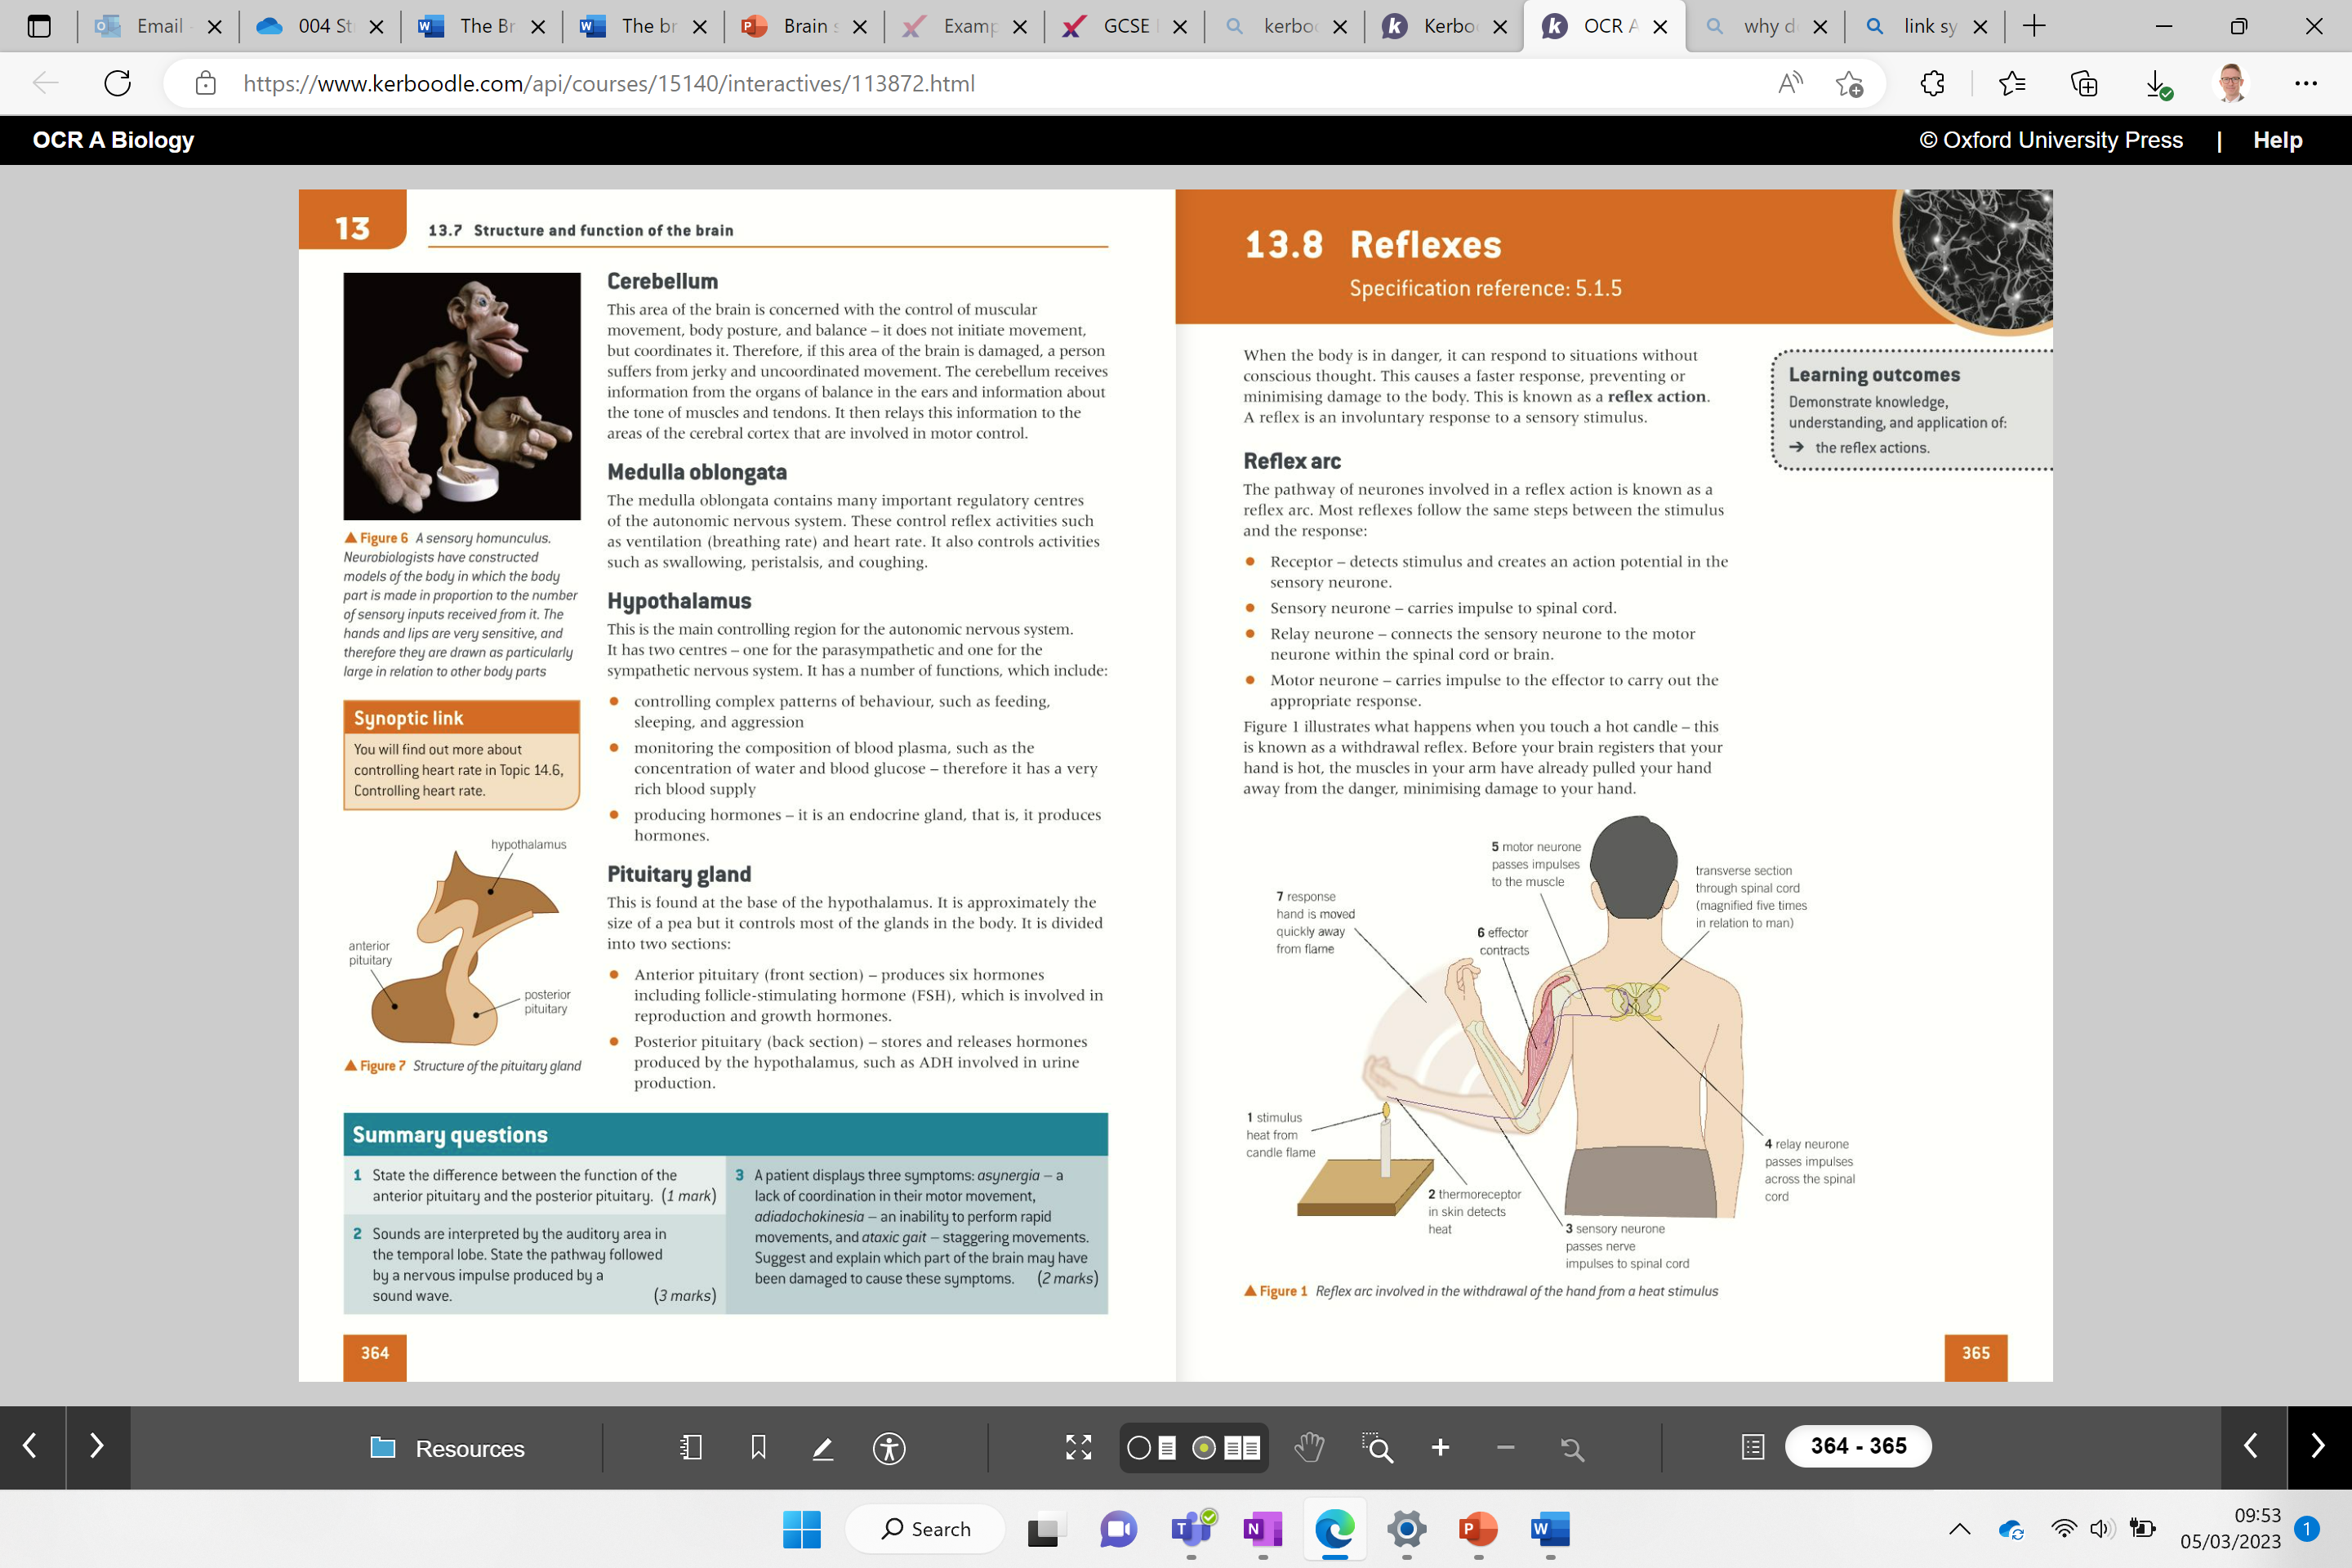 Email
004 St
The Br
The br
Brain s
Examp
GCSE
kerboo
Kerbo
OCR A
why d
link sy
https://www.kerboodle.com/api/courses/15140/interactives/113872.html
OCR A Biology
© Oxford University Press | Help
13
13.7 Structure and function of the brain
▲ Figure 6 A sensory homunculus.
Neurobiologists have constructed
models of the body in which the body
part is made in proportion to the number
of sensory inputs received from it. The
hands and lips are very sensitive, and
therefore they are drawn as particularly
large in relation to other body parts
Synoptic link
You will find out more about
controlling heart rate in Topic 14.6,
Controlling heart rate.
hypothalamus
anterior
pituitary
posterior
pituitary
▲ Figure 7 Structure of the pituitary gland
Cerebellum
This area of the brain is concerned with the control of muscular
movement, body posture, and balance – it does not initiate movement,
but coordinates it. Therefore, if this area of the brain is damaged, a person
suffers from jerky and uncoordinated movement. The cerebellum receives
information from the organs of balance in the ears and information about
the tone of muscles and tendons. It then relays this information to the
areas of the cerebral cortex that are involved in motor control.
Medulla oblongata
The medulla oblongata contains many important regulatory centres
of the autonomic nervous system. These control reflex activities such
as ventilation (breathing rate) and heart rate. It also controls activities
such as swallowing, peristalsis, and coughing.
Hypothalamus
This is the main controlling region for the autonomic nervous system.
It has two centres – one for the parasympathetic and one for the
sympathetic nervous system. It has a number of functions, which include:
• controlling complex patterns of behaviour, such as feeding,
sleeping, and aggression
• monitoring the composition of blood plasma, such as the
concentration of water and blood glucose – therefore it has a very
rich blood supply
• producing hormones – it is an endocrine gland, that is, it produces
hormones.
Pituitary gland
This is found at the base of the hypothalamus. It is approximately the
size of a pea but it controls most of the glands in the body. It is divided
into two sections:
• Anterior pituitary (front section) – produces six hormones
including follicle-stimulating hormone (FSH), which is involved in
reproduction and growth hormones.
• Posterior pituitary (back section) – stores and releases hormones
produced by the hypothalamus, such as ADH involved in urine
production.
Summary questions
1 State the difference between the function of the
anterior pituitary and the posterior pituitary. (1 mark)
2 Sounds are interpreted by the auditory area in
the temporal lobe. State the pathway followed
by a nervous impulse produced by a
sound wave. (3 marks)
3 A patient displays three symptoms: asynergia – a
lack of coordination in their motor movement,
adiadochokinesia – an inability to perform rapid
movements, and ataxic gait – staggering movements.
Suggest and explain which part of the brain may have
been damaged to cause these symptoms. (2 marks)
364
13.8 Reflexes
Specification reference: 5.1.5
When the body is in danger, it can respond to situations without
conscious thought. This causes a faster response, preventing or
minimising damage to the body. This is known as a reflex action.
A reflex is an involuntary response to a sensory stimulus.
Learning outcomes
Demonstrate knowledge,
understanding, and application of:
→ the reflex actions.
Reflex arc
The pathway of neurones involved in a reflex action is known as a
reflex arc. Most reflexes follow the same steps between the stimulus
and the response:
• Receptor – detects stimulus and creates an action potential in the
sensory neurone.
• Sensory neurone – carries impulse to spinal cord.
• Relay neurone – connects the sensory neurone to the motor
neurone within the spinal cord or brain.
• Motor neurone – carries impulse to the effector to carry out the
appropriate response.
Figure 1 illustrates what happens when you touch a hot candle – this
is known as a withdrawal reflex. Before your brain registers that your
hand is hot, the muscles in your arm have already pulled your hand
away from the danger, minimising damage to your hand.
5 motor neurone
passes impulses
to the muscle
transverse section
through spinal cord
(magnified five times
in relation to man)
7 response
hand is moved
quickly away
from flame
6 effector
contracts
1 stimulus
heat from
candle flame
2 thermoreceptor
in skin detects
heat
3 sensory neurone
passes nerve
impulses to spinal cord
4 relay neurone
passes impulses
across the spinal
cord
▲ Figure 1 Reflex arc involved in the withdrawal of the hand from a heat stimulus
365
Resources
364 - 365
Search
09:53
05/03/2023
1